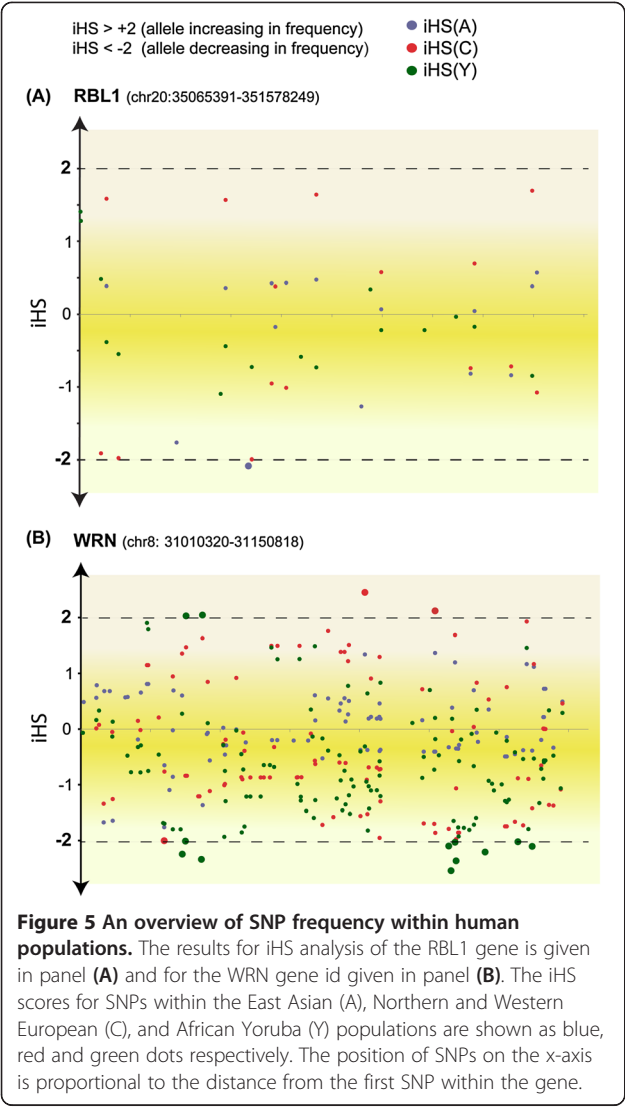 iHS > +2 (allele increasing in frequency)
iHS < -2 (allele decreasing in frequency)
iHS(A)
iHS(C)
iHS(Y)
(A) RBL1 (chr20:35065391-351578249)
2
1
0
-1
-2
iHS
(B) WRN (chr8: 31010320-31150818)
2
1
0
-1
-2
iHS
Figure 5 An overview of SNP frequency within human
populations. The results for iHS analysis of the RBL1 gene is given
in panel (A) and for the WRN gene id given in panel (B). The iHS
scores for SNPs within the East Asian (A), Northern and Western
European (C), and African Yoruba (Y) populations are shown as blue,
red and green dots respectively. The position of SNPs on the x-axis
is proportional to the distance from the first SNP within the gene.